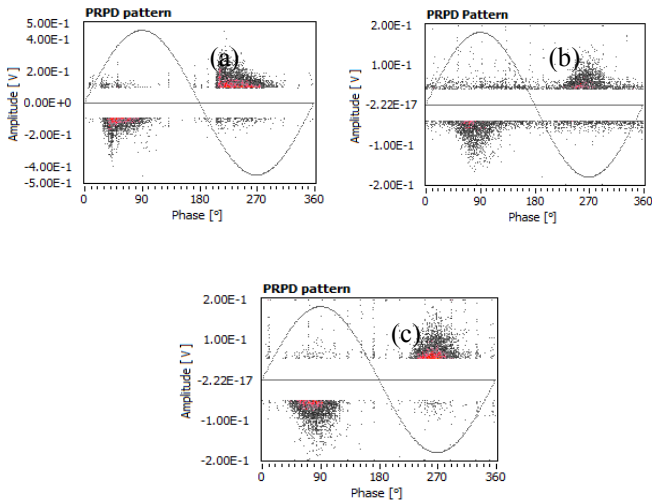 PRPD pattern
5.00E-1
4.00E-1
2.00E-1
0.00E+0
-2.00E-1
-4.00E-1
-5.00E-1
Amplitude [ V]
(a)
0 90 180 270 360
Phase [°]
PRPD Pattern
2.00E-1
1.00E-1
-2.22E-17
-1.00E-1
-2.00E-1
Amplitude [ V]
(b)
0 90 180 270 360
Phase [°]
PRPD pattern
2.00E-1
1.00E-1
-2.22E-17
-1.00E-1
-2.00E-1
Amplitude [ V]
(c)
0 90 180 270 360
Phase [°]